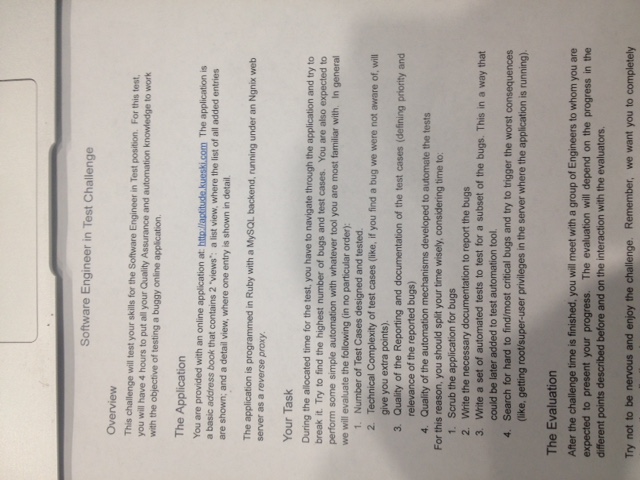 Software Engineer in Test Challenge
Overview
This challenge will test your skills for the Software Engineer in Test position. For this test,
you will have 4 hours to put all your Quality Assurance and automation knowledge to work
with the objective of testing a buggy online application.
The Application
You are provided with an online application at: http://aptitude.kueski.com The application is
a basic address book that contains 2 "views": a list view, where the list of all added entries
are shown; and a detail view, where one entry is shown in detail.
The application is programmed in Ruby with a MySQL backend, running under an Ngnix web
server as a reverse proxy.
Your Task
During the allocated time for the test, you have to navigate through the application and try to
break it. Try to find the highest number of bugs and test cases. You are also expected to
perform some simple automation with whatever tool you are most familiar with. In general
we will evaluate the following (in no particular order):
1. Number of Test Cases designed and tested.
2. Technical Complexity of test cases (like, if you find a bug we were not aware of, will
give you extra points).
3. Quality of the Reporting and documentation of the test cases (defining priority and
relevance of the reported bugs)
4. Quality of the automation mechanisms developed to automate the tests
For this reason, you should split your time wisely, considering time to:
1. Scrub the application for bugs
2. Write the necessary documentation to report the bugs
3. Write a set of automated tests to test for a subset of the bugs. This in a way that
could be later added to test automation tool.
4. Search for hard to find/most critical bugs and try to trigger the worst consequences
(like, getting root/super-user privileges in the server where the application is running).
The Evaluation
After the challenge time is finished, you will meet with a group of Engineers to whom you are
expected to present your progress. The evaluation will depend on the progress in the
different points described before and on the interaction with the evaluators.
Try not to be nervous and enjoy the challenge. Remember, we want you to completely